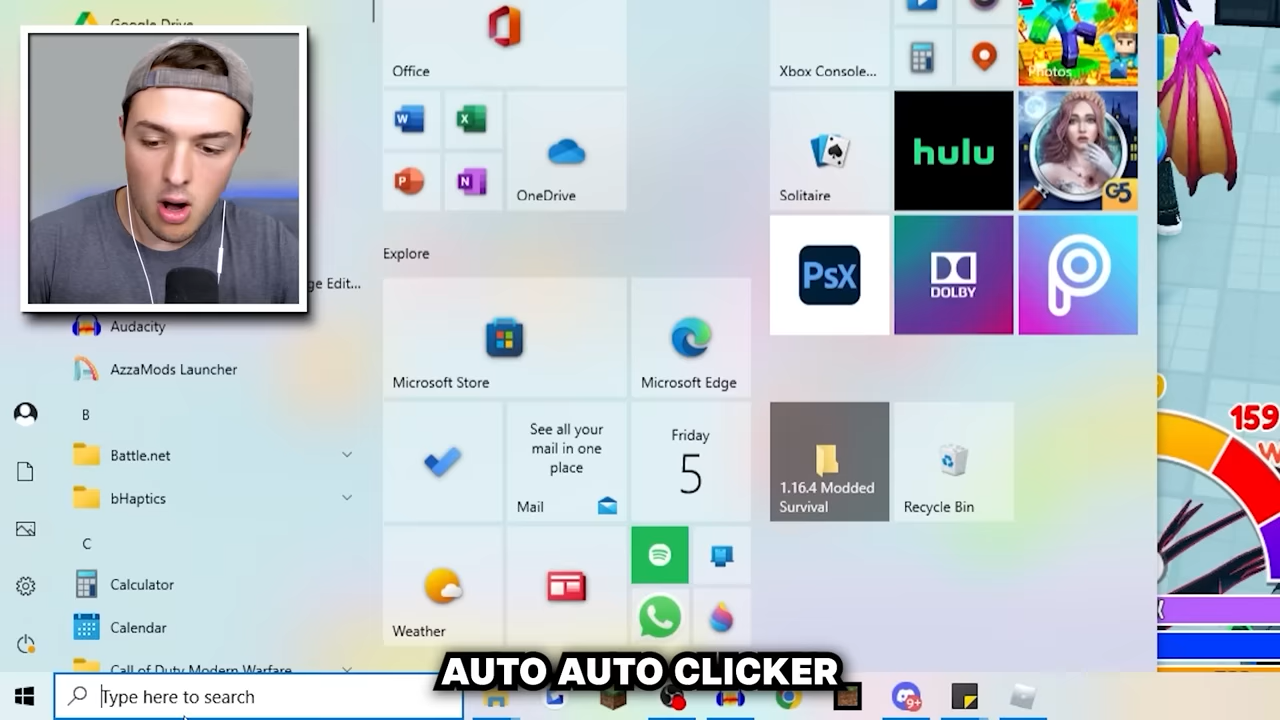 Google Drive
ge Edit...
Audacity
AzzaMods Launcher
B
Battle.net
bHaptics
C
Calculator
Calendar
Call of Duty Modern Warfare
Type here to search
Office
OneDrive
Explore
Microsoft Store
Microsoft Edge
See all your
mail in one
place
Mail
Friday
5
Weather
Xbox Console...
Photos
Solitaire
hulu
G5
PsX
DOLBY
1.16.4 Modded
Survival
Recycle Bin
159
AUTO AUTO CLICKER
9+